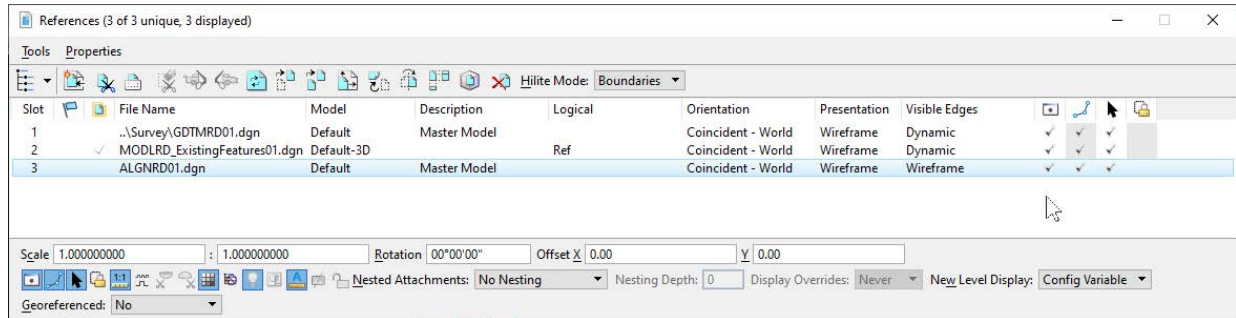 References (3 of 3 unique, 3 displayed)
Tools Properties
Hilite Mode: Boundaries
Slot File Name Model Description Logical Orientation Presentation Visible Edges
1 ..\Survey\GDTMRD01.dgn Default Master Model Coincident - World Wireframe Dynamic
2 MODLRD_ExistingFeatures01.dgn Default-3D Ref Coincident - World Wireframe Dynamic
3 ALGNRD01.dgn Default Master Model Coincident - World Wireframe Wireframe
Scale 1.000000000 : 1.000000000 Rotation 00°00'00" Offset X 0.00 Y 0.00
1:1 A Nested Attachments: No Nesting Nesting Depth: 0 Display Overrides: Never New Level Display: Config Variable
Georeferenced: No